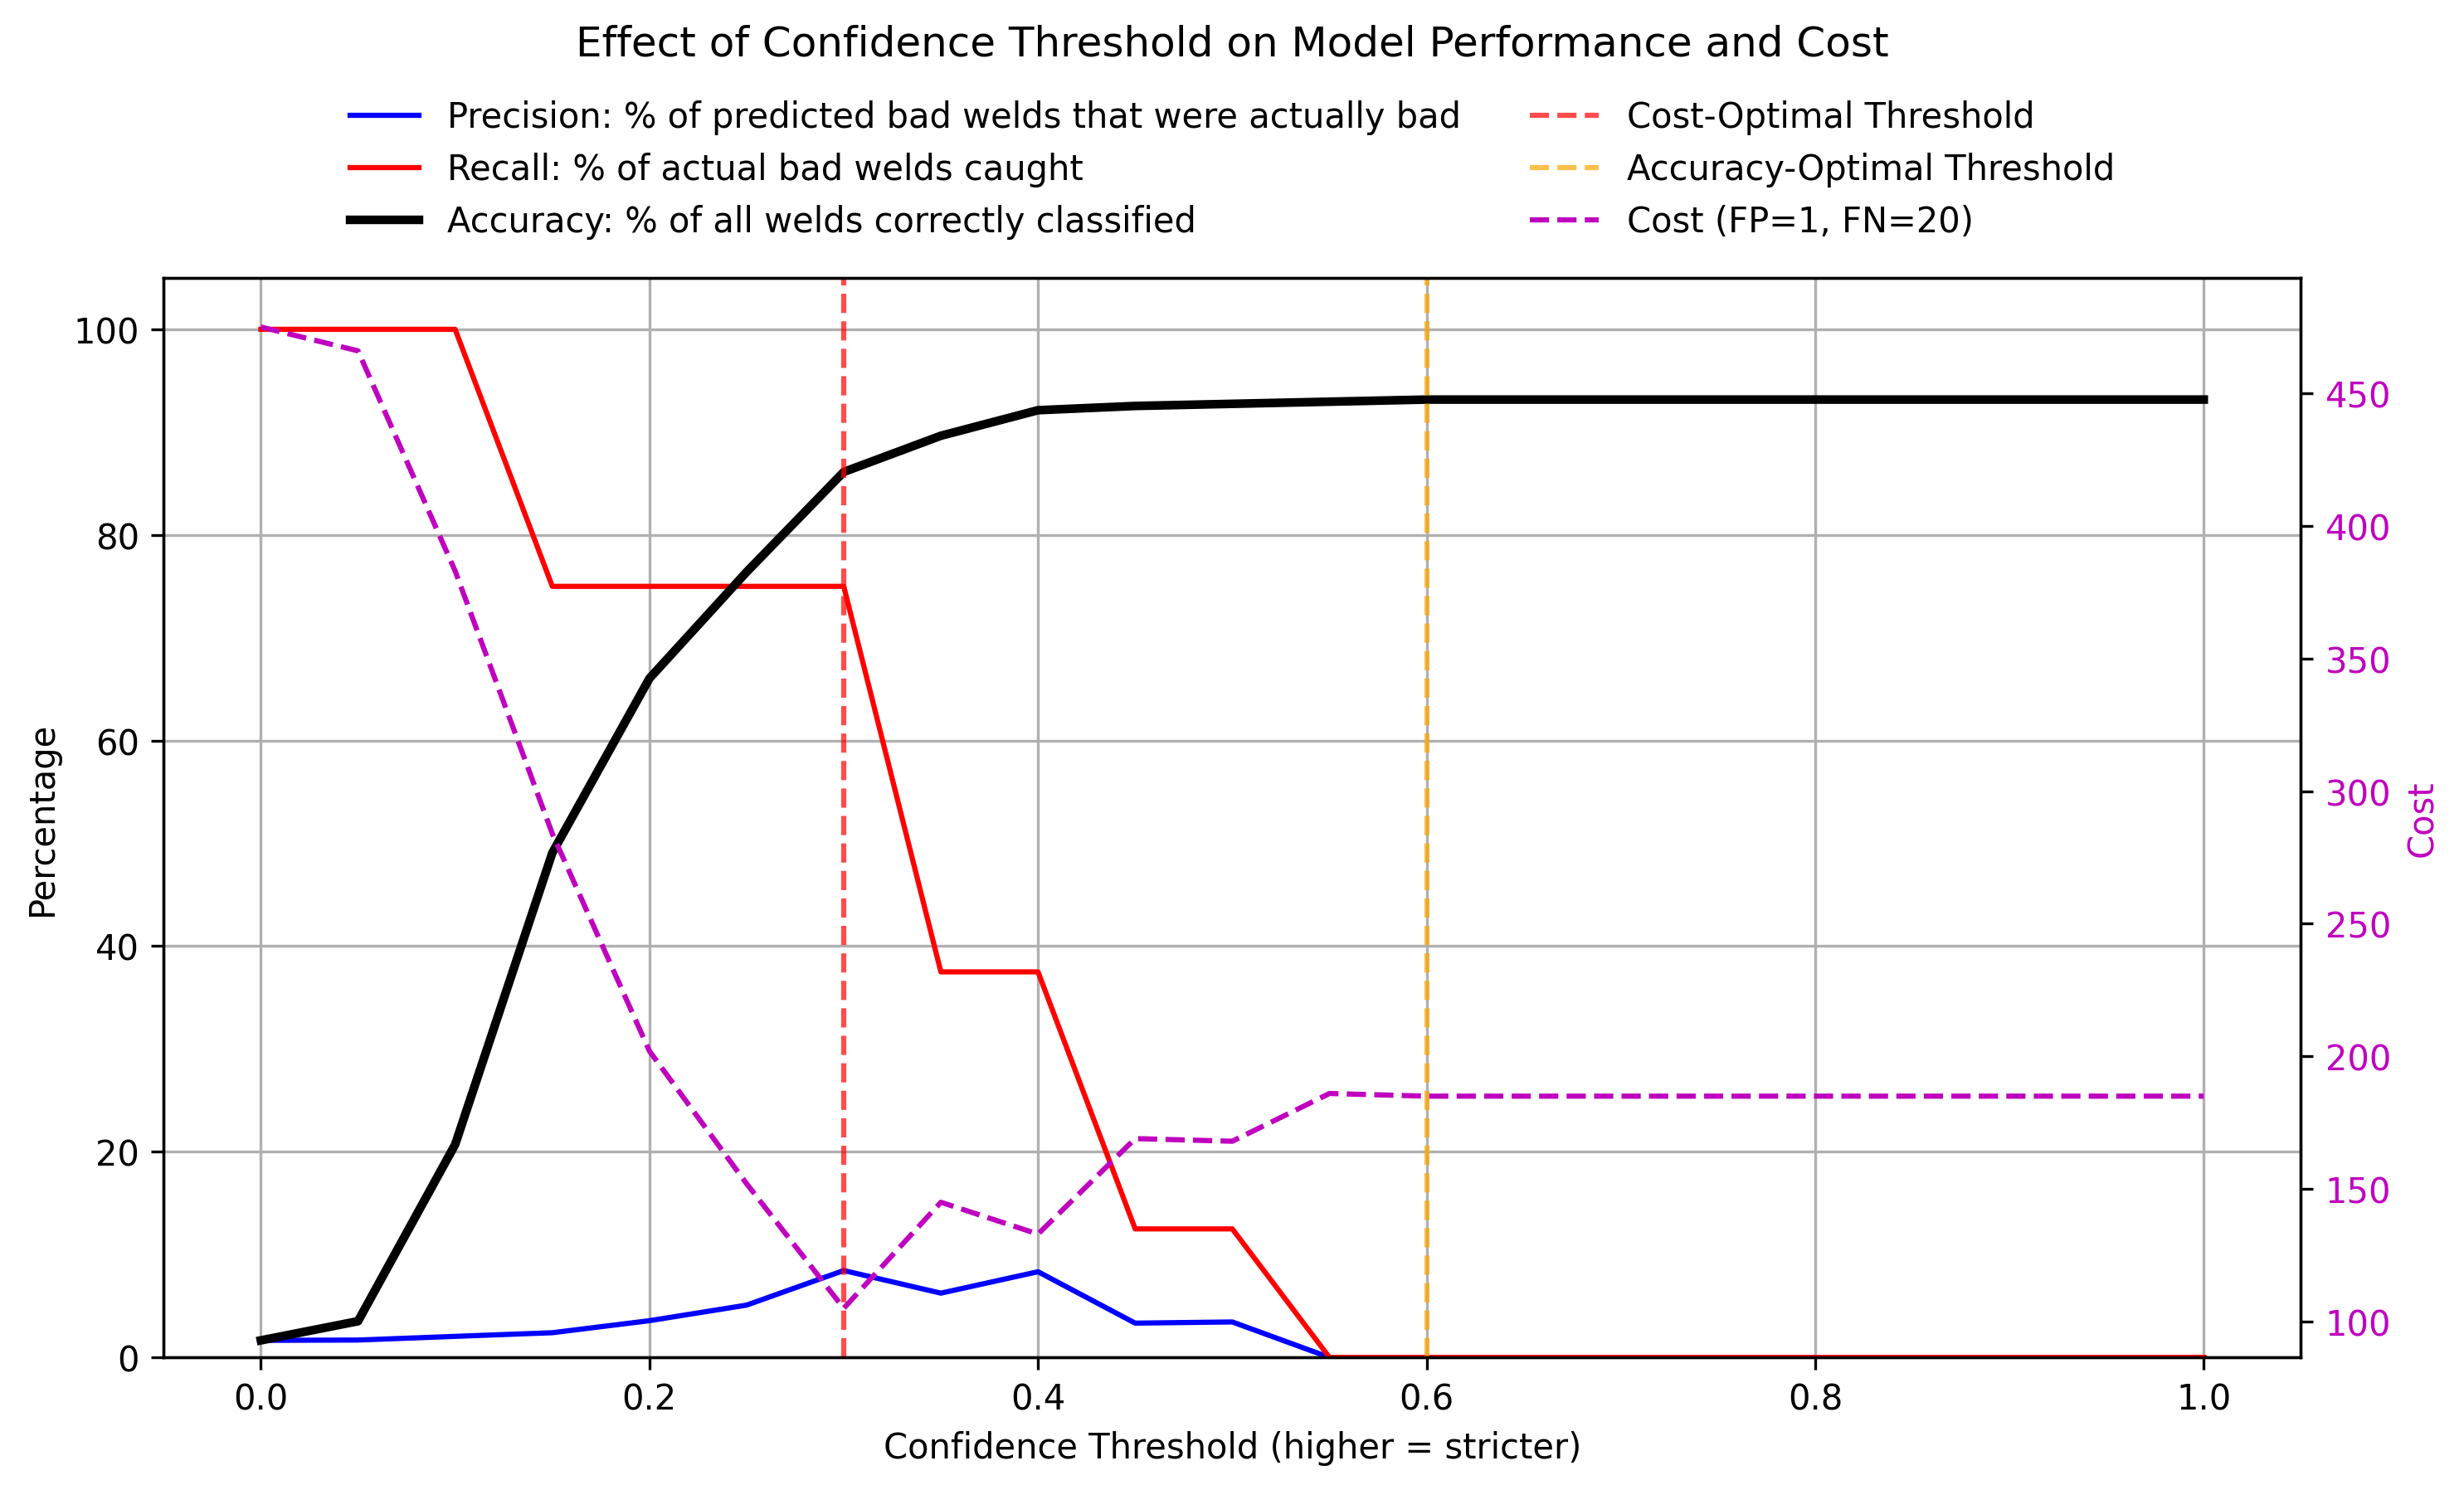 Effect of Confidence Threshold on Model Performance and Cost
Precision: % of predicted bad welds that were actually bad
Recall: % of actual bad welds caught
Accuracy: % of all welds correctly classified
Cost-Optimal Threshold
Accuracy-Optimal Threshold
Cost (FP=1, FN=20)
Percentage
100
80
60
40
20
0
450
400
350
300
250
200
150
100
Cost
0.0 0.2 0.4 0.6 0.8 1.0
Confidence Threshold (higher = stricter)